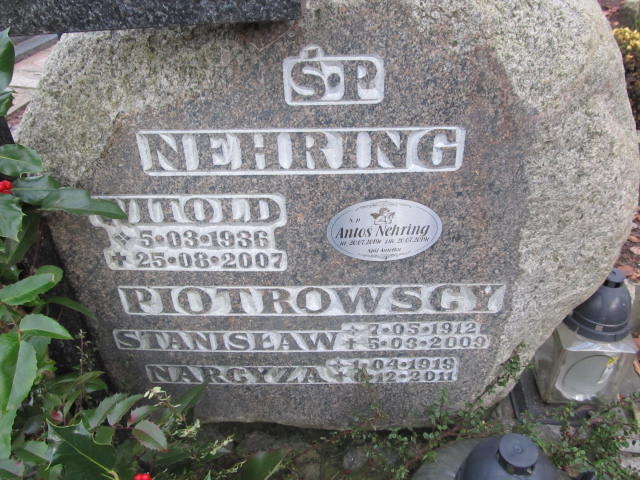 Ś•P
NEHRING
WITOLD
5•03•1936
25•08•2007
Ś.P.
Antoś Nehring
PIOTROWSCY
STANISŁAW 7•05•1912
5•03•2009
NARCYZA